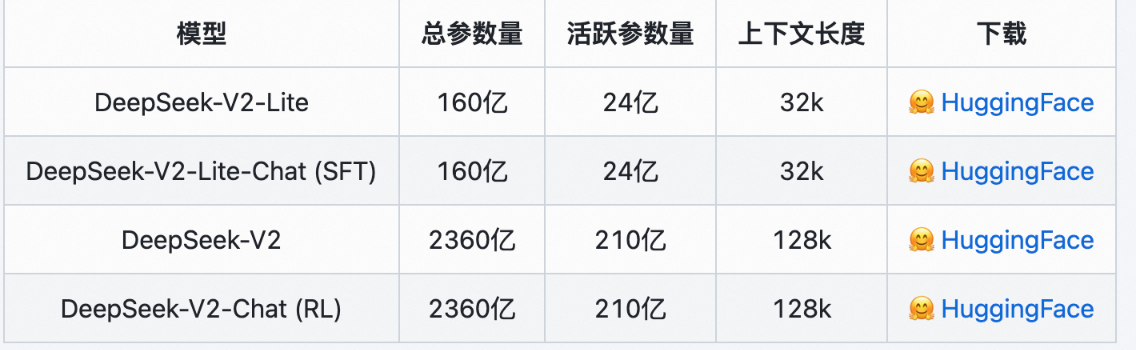 模型 总参数量 活跃参数量 上下文长度 下载
DeepSeek-V2-Lite 160亿 24亿 32k 🤗 HuggingFace
DeepSeek-V2-Lite-Chat (SFT) 160亿 24亿 32k 🤗 HuggingFace
DeepSeek-V2 2360亿 210亿 128k 🤗 HuggingFace
DeepSeek-V2-Chat (RL) 2360亿 210亿 128k 🤗 HuggingFace